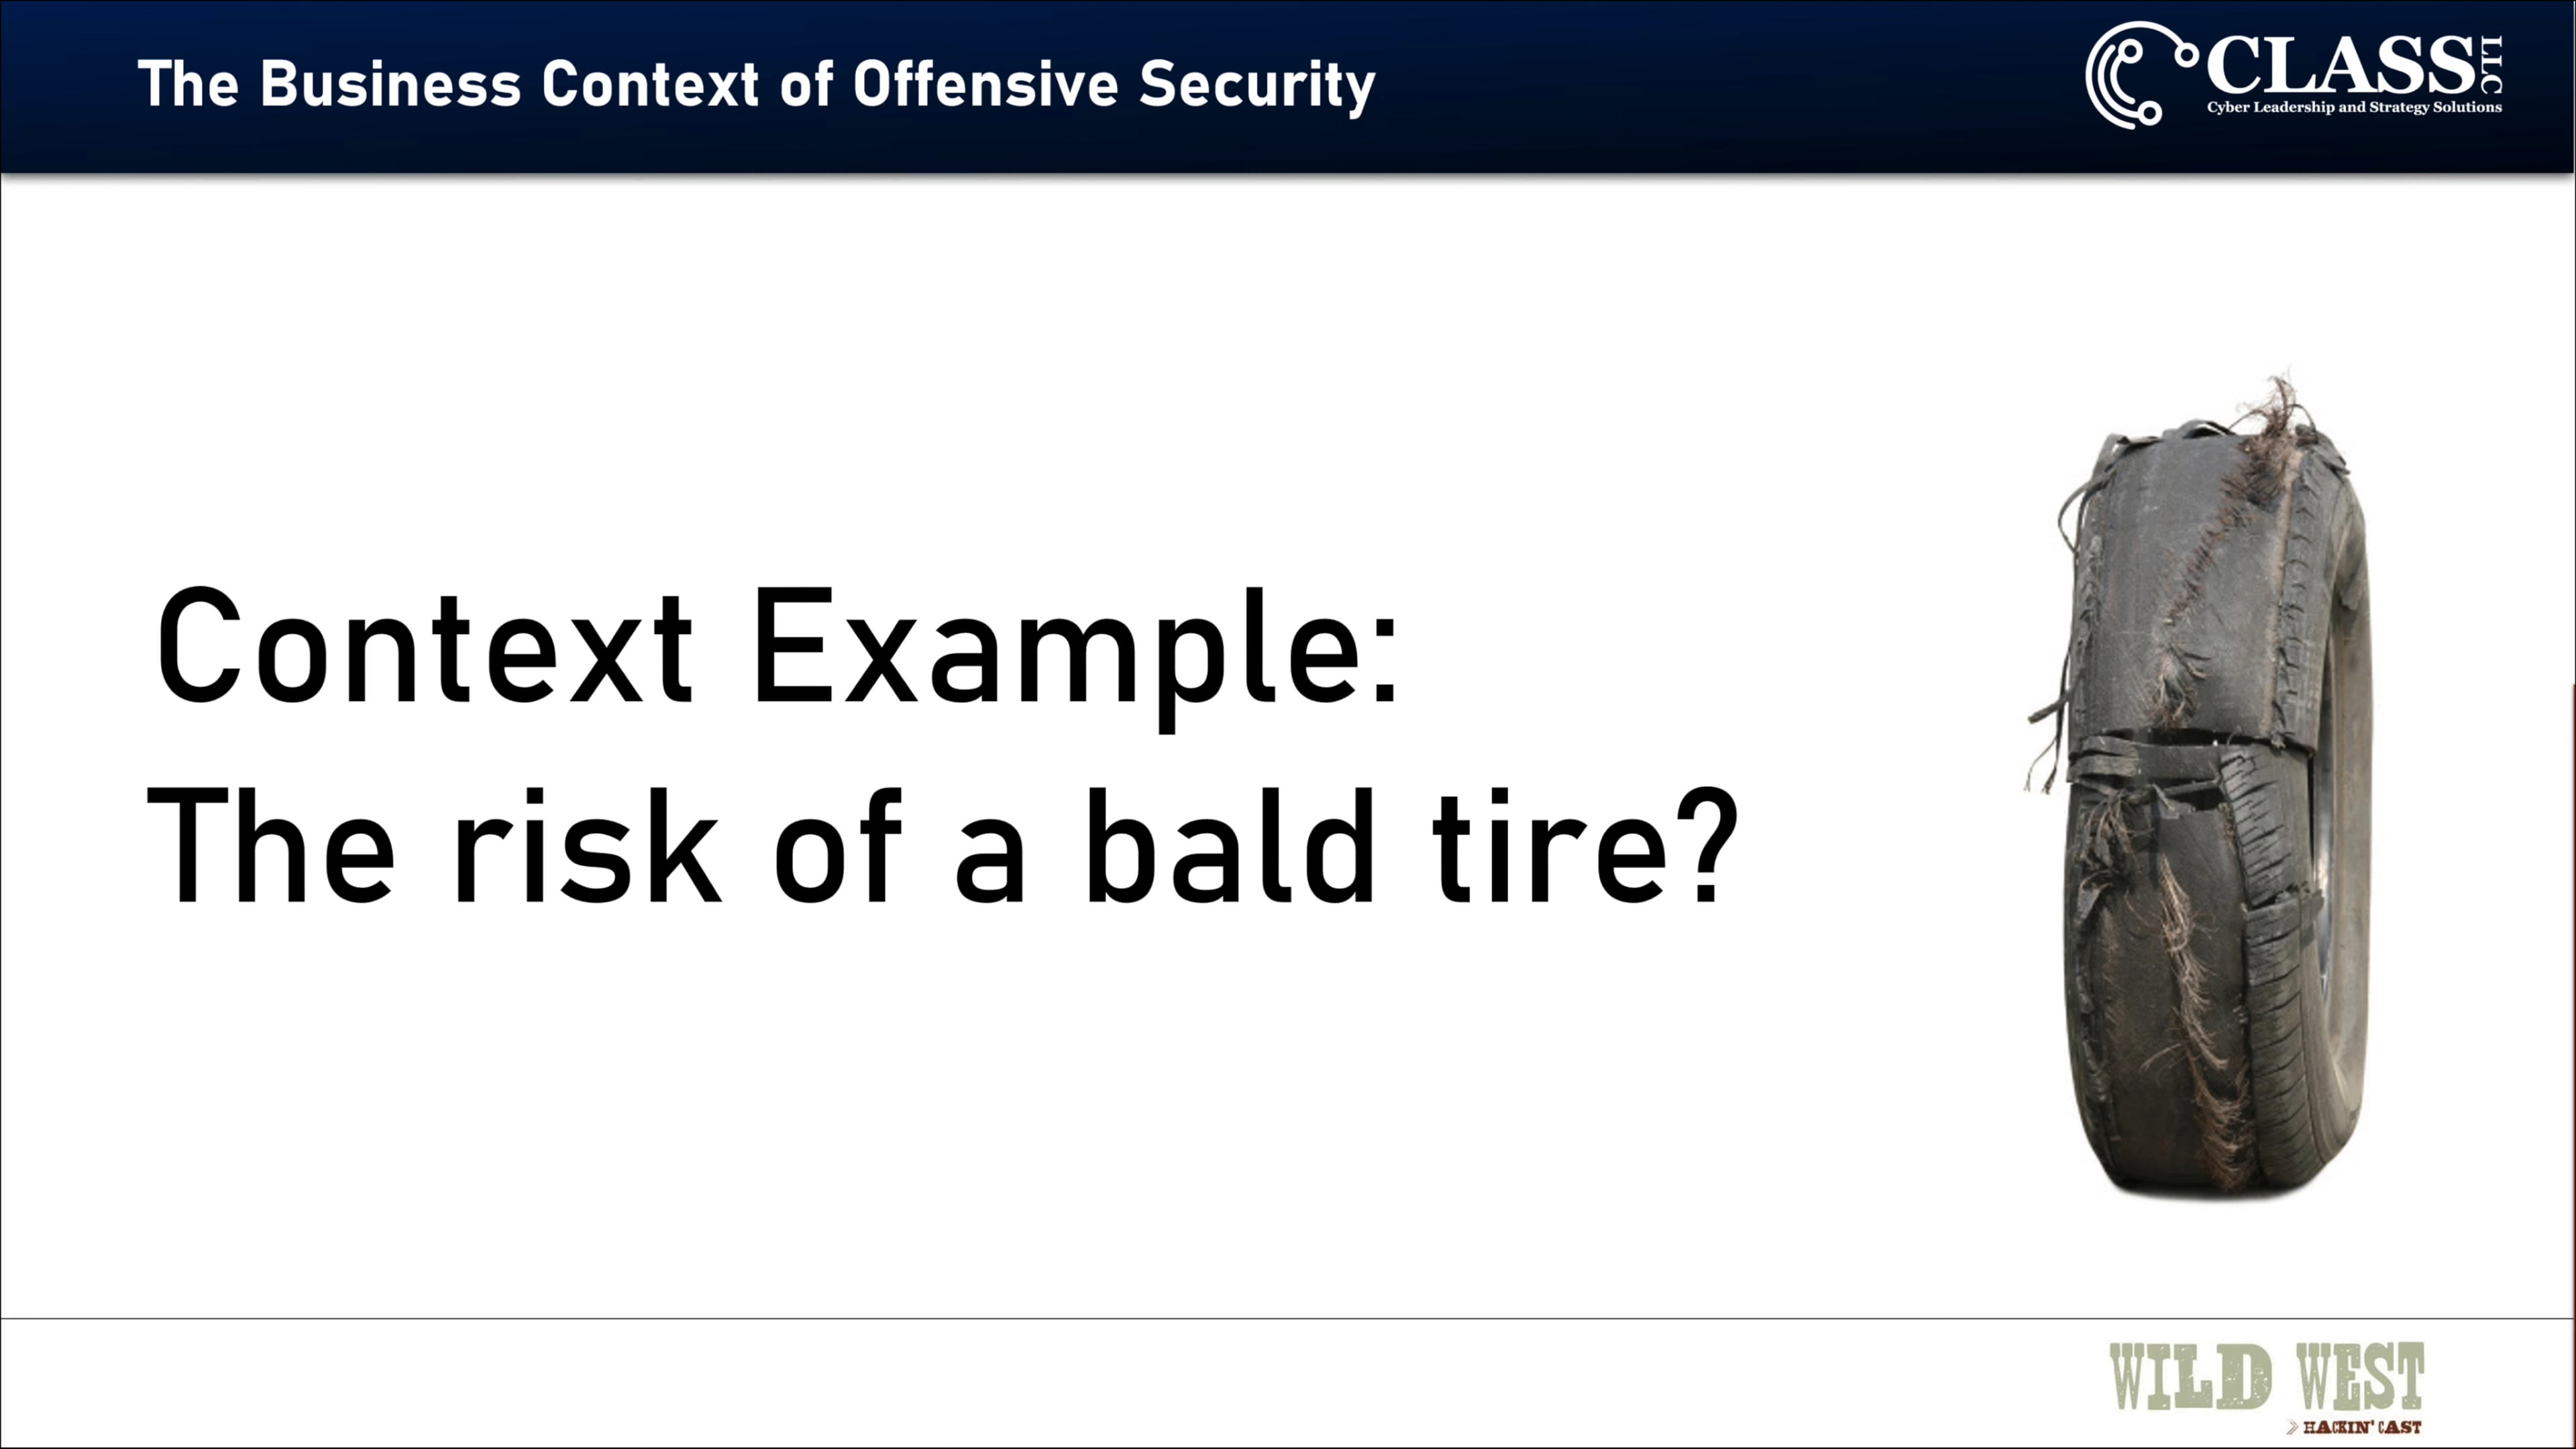 The Business Context of Offensive Security
CLASS LLC
Cyber Leadership and Strategy Solutions
Context Example:
The risk of a bald tire?
WILD WEST
HACKIN' CAST